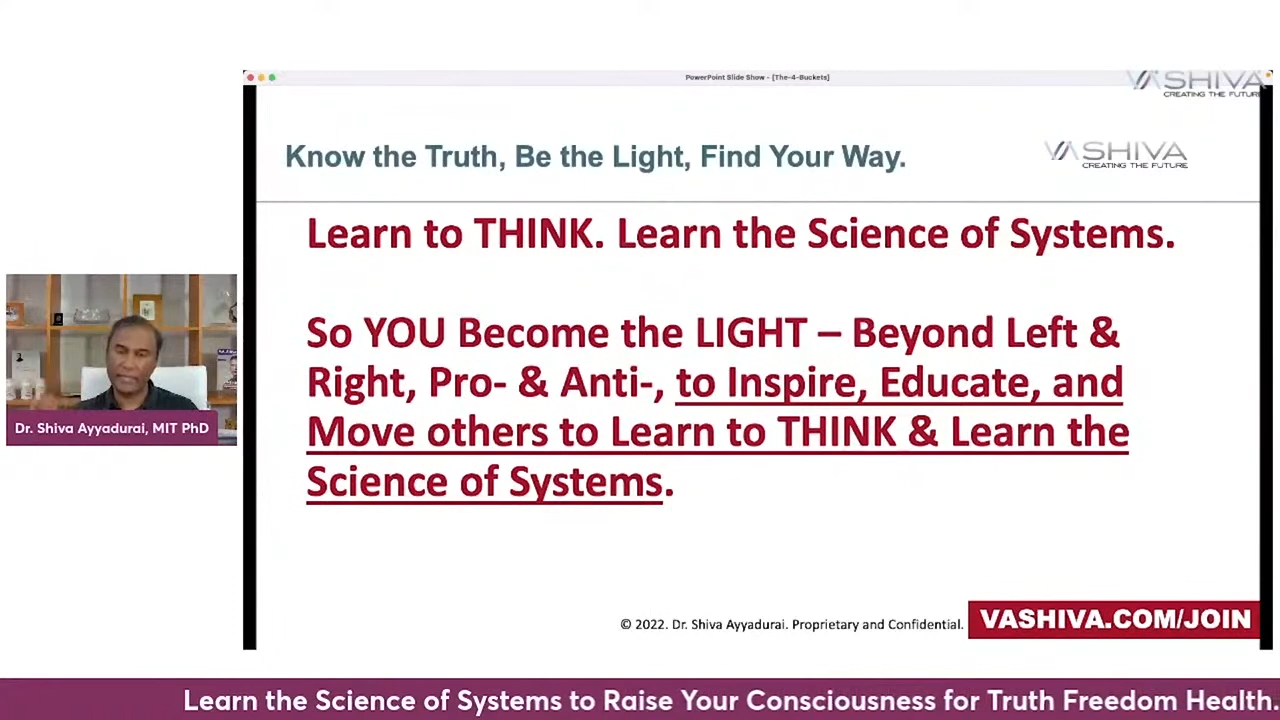 PowerPoint Slide Show - [The-4-Buckets]
VASHIVA
CREATING THE FUTURE
Know the Truth, Be the Light, Find Your Way.
VASHIVA
CREATING THE FUTURE
Learn to THINK. Learn the Science of Systems.
So YOU Become the LIGHT – Beyond Left &
Right, Pro- & Anti-, to Inspire, Educate, and
Move others to Learn to THINK & Learn the
Science of Systems.
Dr. Shiva Ayyadurai, MIT PhD
© 2022. Dr. Shiva Ayyadurai. Proprietary and Confidential.
VASHIVA.COM/JOIN
Learn the Science of Systems to Raise Your Consciousness for Truth Freedom Health.